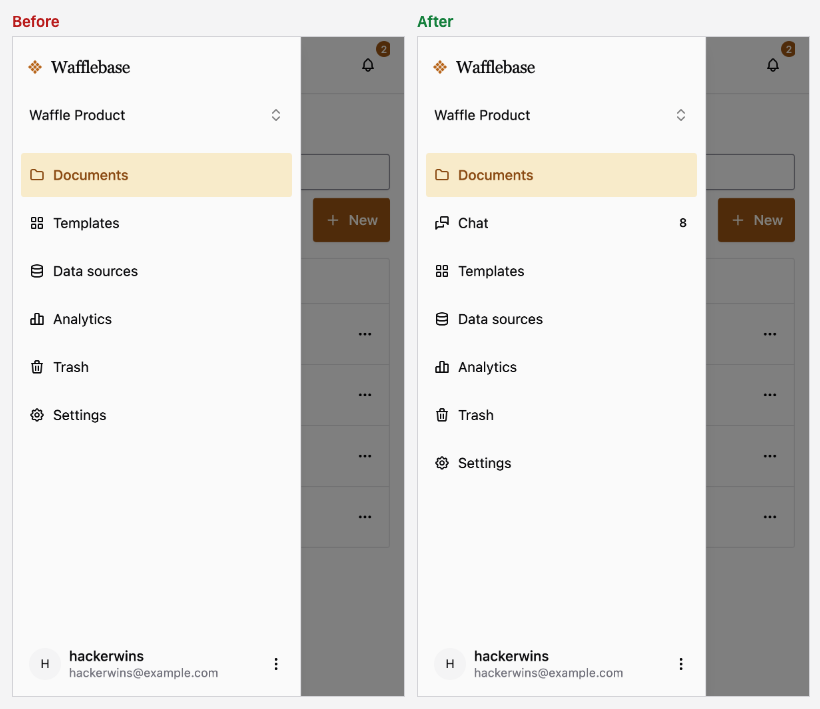 Before
Wafflebase
2
Waffle Product
Documents
Templates
+ New
Data sources
Analytics
Trash
Settings
H
hackerwins
hackerwins@example.com
After
Wafflebase
2
Waffle Product
Documents
Chat
8
+ New
Templates
Data sources
Analytics
Trash
Settings
H
hackerwins
hackerwins@example.com